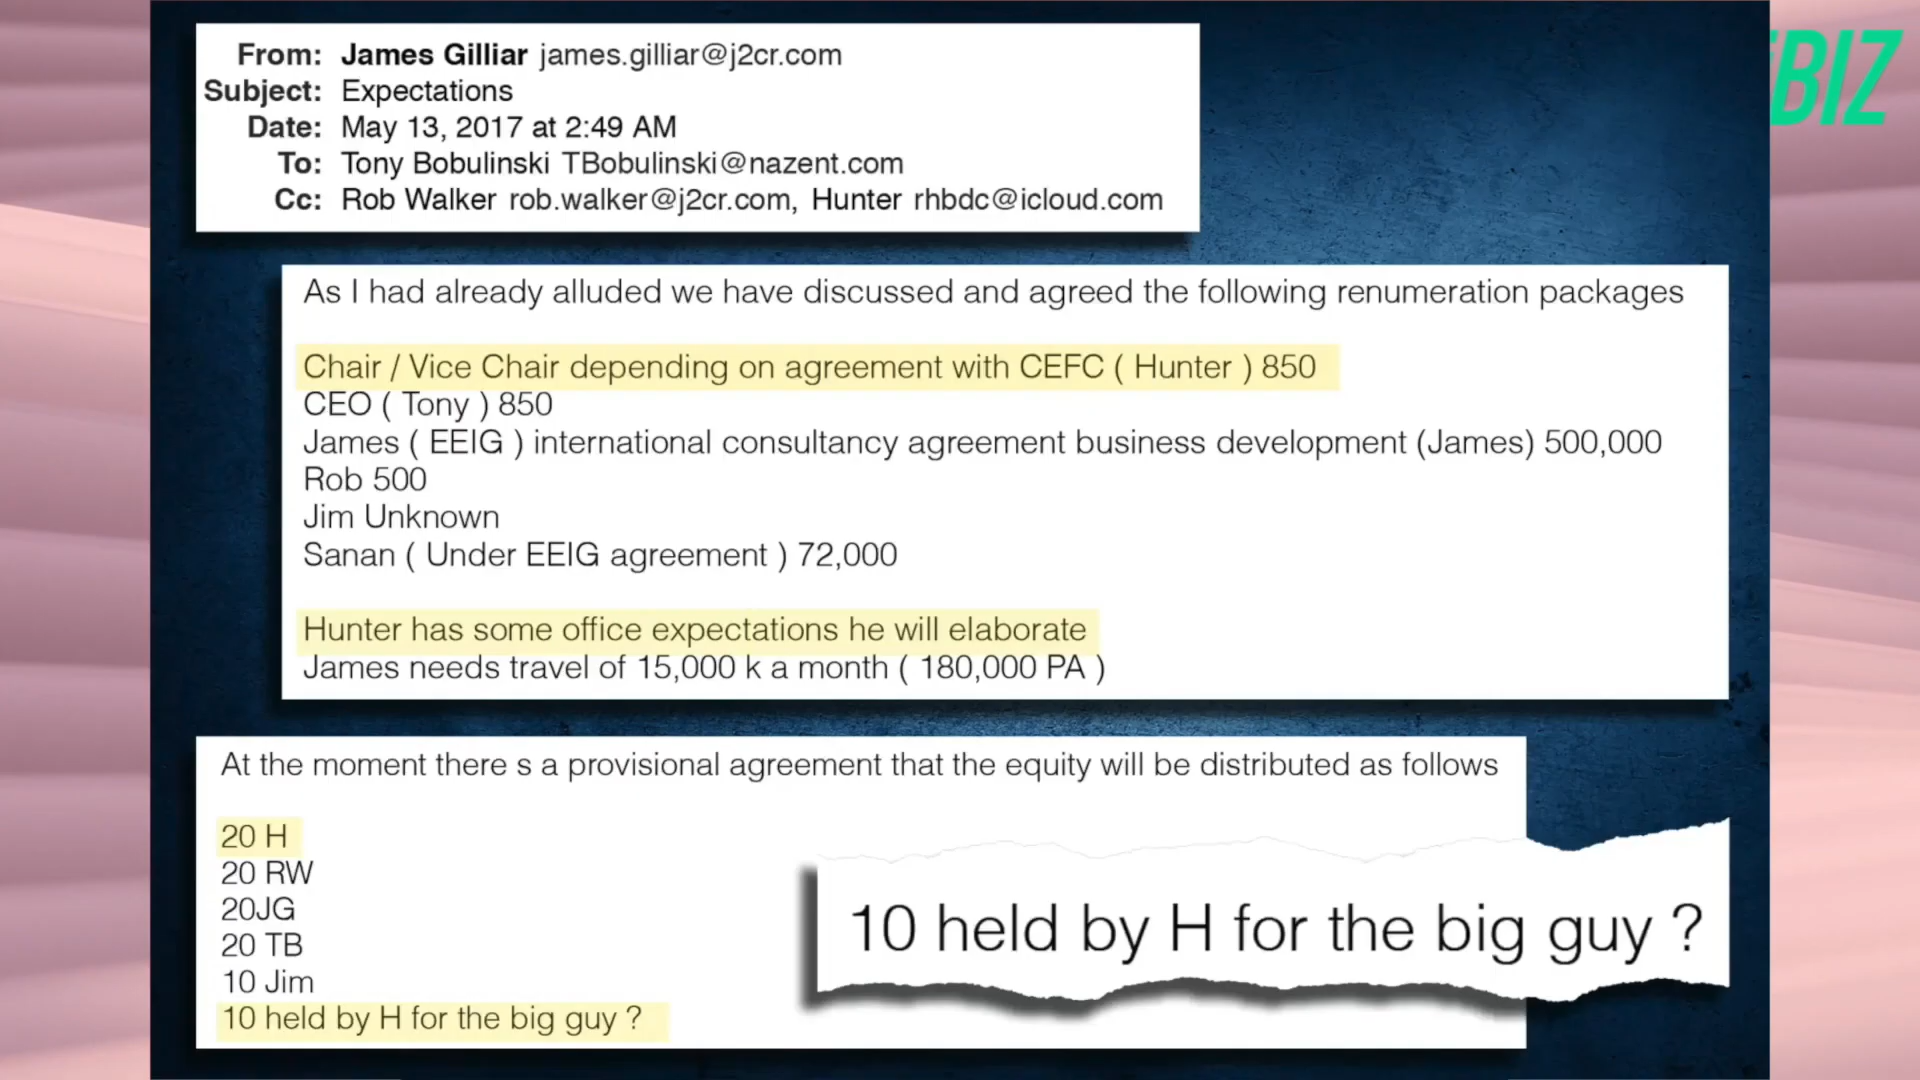 From: James Gilliar james.gilliar@j2cr.com
Subject: Expectations
Date: May 13, 2017 at 2:49 AM
To: Tony Bobulinski TBobulinski@nazent.com
Cc: Rob Walker rob.walker@j2cr.com, Hunter rhbdc@icloud.com
BIZ
As I had already alluded we have discussed and agreed the following renumeration packages
Chair / Vice Chair depending on agreement with CEFC ( Hunter ) 850
CEO ( Tony ) 850
James ( EEIG ) international consultancy agreement business development (James) 500,000
Rob 500
Jim Unknown
Sanan ( Under EEIG agreement ) 72,000
Hunter has some office expectations he will elaborate
James needs travel of 15,000 k a month ( 180,000 PA )
At the moment there s a provisional agreement that the equity will be distributed as follows
20 H
20 RW
20JG
20 TB
10 Jim
10 held by H for the big guy ?
10 held by H for the big guy ?